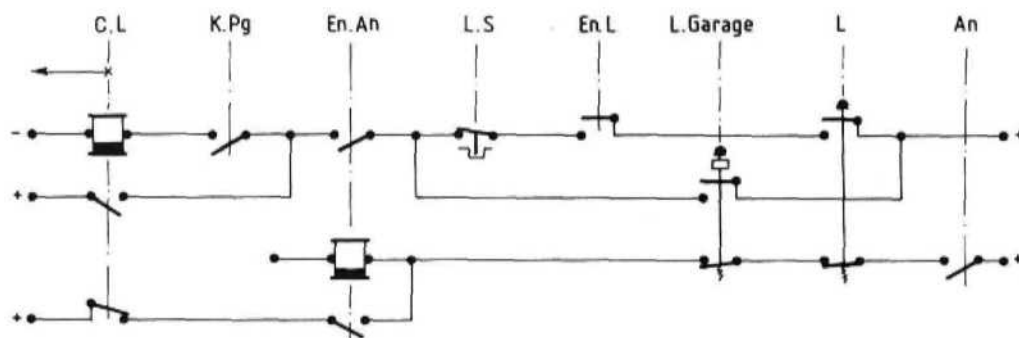 C.L K.Pg En.An L.S En.L L.Garage L An
- +
+
+
+